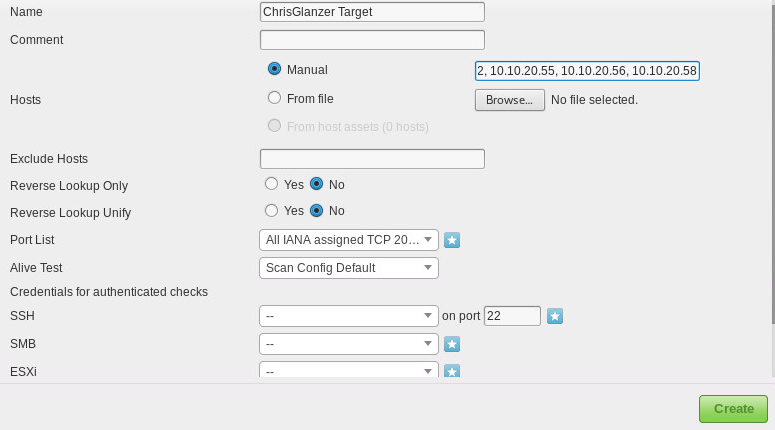 Name ChrisGlanzer Target
Comment
Manual 2, 10.10.20.55, 10.10.20.56, 10.10.20.58
Hosts From file Browse... No file selected.
From host assets (0 hosts)
Exclude Hosts
Reverse Lookup Only Yes No
Reverse Lookup Unify Yes No
Port List All IANA assigned TCP 20...
Alive Test Scan Config Default
Credentials for authenticated checks
SSH -- on port 22
SMB --
ESXi --
Create